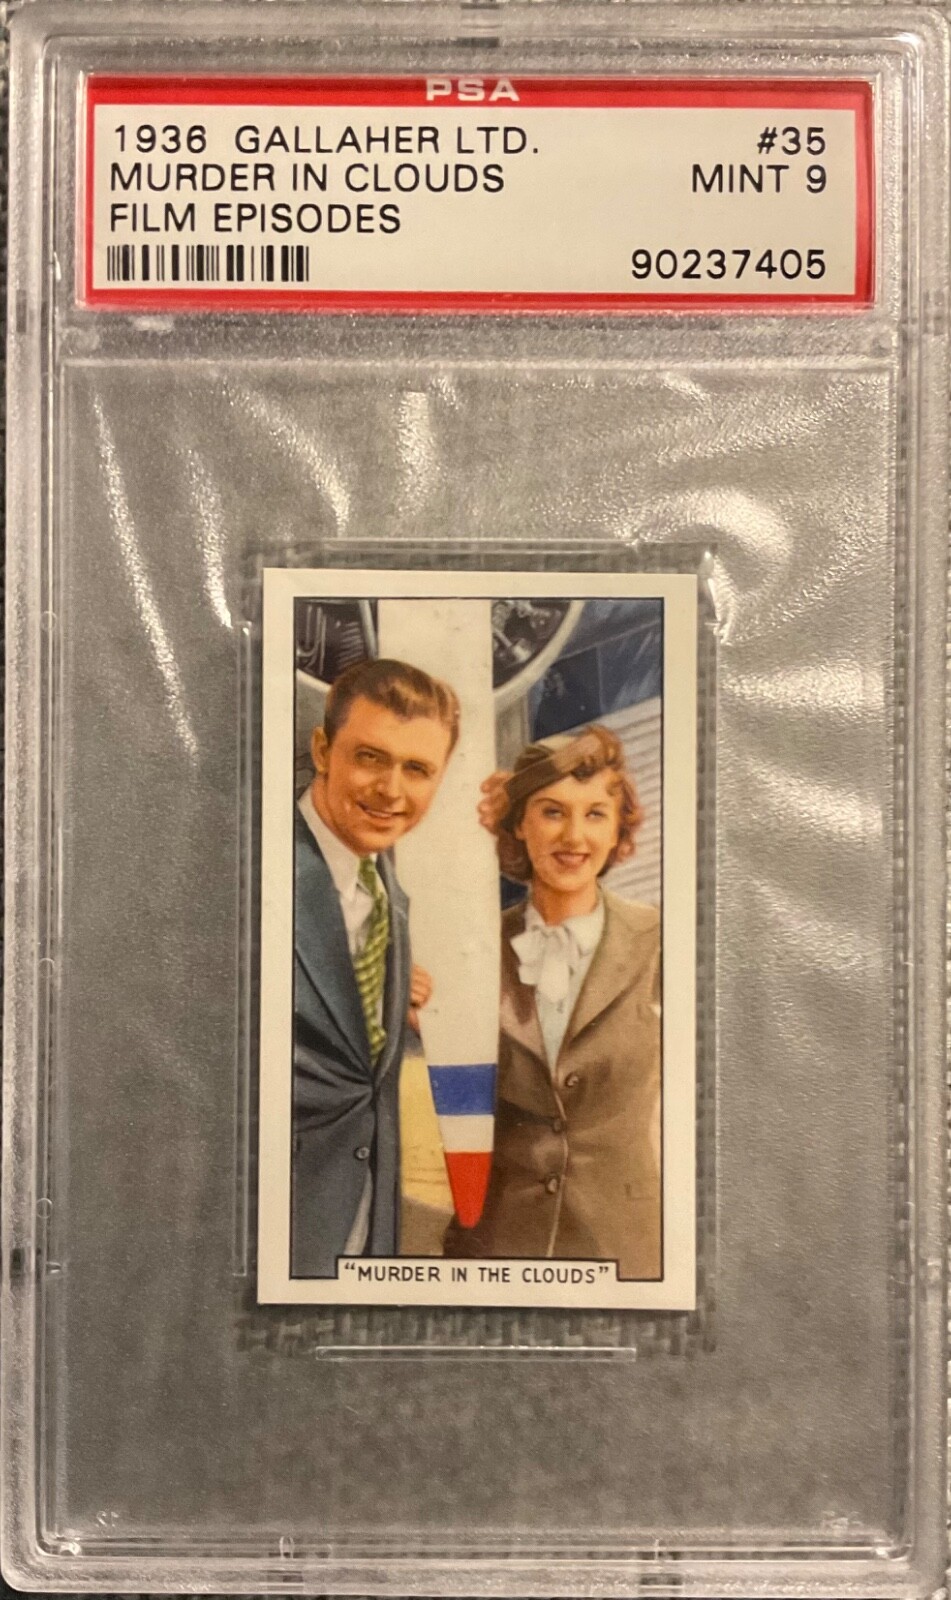 PSA
1936 GALLAHER LTD. #35
MURDER IN CLOUDS MINT 9
FILM EPISODES
90237405
"MURDER IN THE CLOUDS"